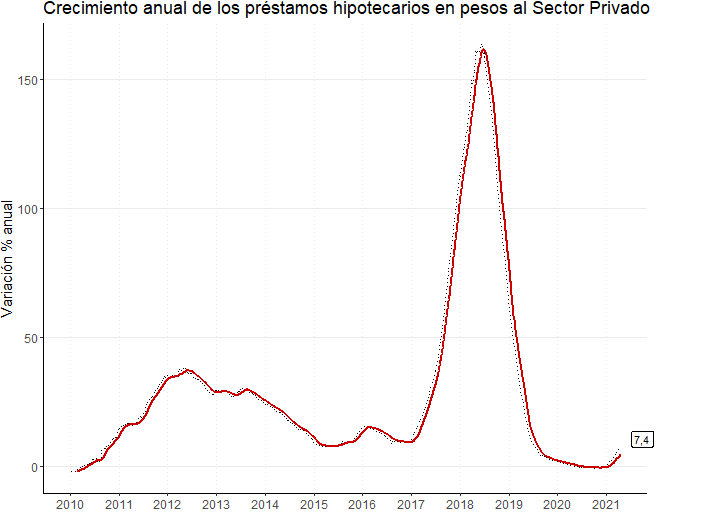 Crecimiento anual de los préstamos hipotecarios en pesos al Sector Privado
Variación % anual
150
100
50
0
7,4
2010 2011 2012 2013 2014 2015 2016 2017 2018 2019 2020 2021